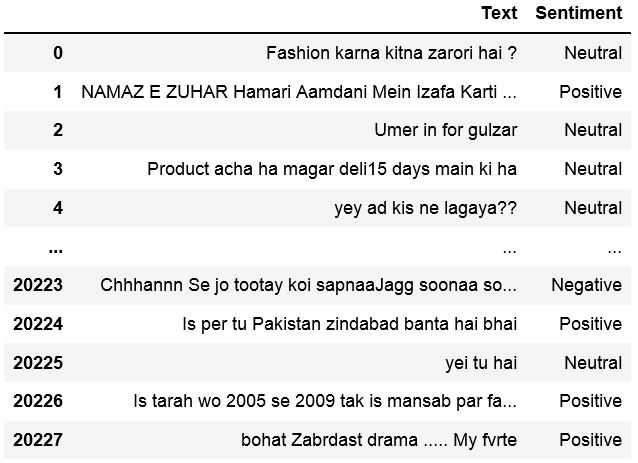 Text Sentiment
0 Fashion karna kitna zarori hai ? Neutral
1 NAMAZ E ZUHAR Hamari Aamdani Mein Izafa Karti ... Positive
2 Umer in for gulzar Neutral
3 Product acha ha magar deli15 days main ki ha Neutral
4 yey ad kis ne lagaya?? Neutral
... ... ...
20223 Chhhannn Se jo tootay koi sapnaaJagg soonaa so... Negative
20224 Is per tu Pakistan zindabad banta hai bhai Positive
20225 yei tu hai Neutral
20226 Is tarah wo 2005 se 2009 tak is mansab par fa... Positive
20227 bohat Zabrdast drama ..... My fvrte Positive